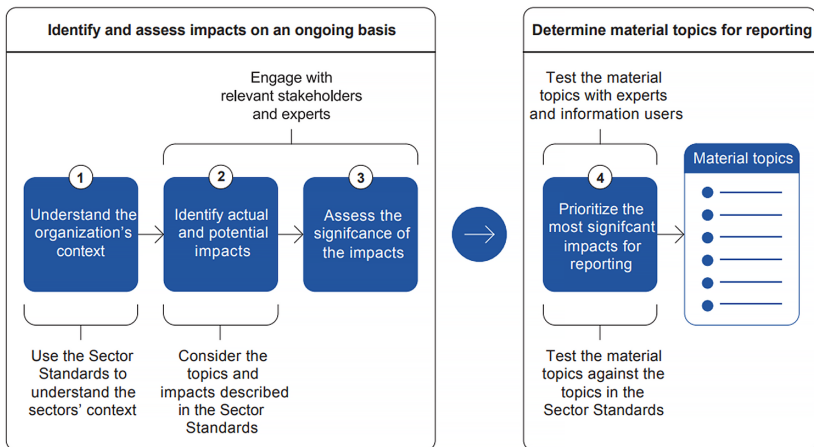 Identify and assess impacts on an ongoing basis
Engage with
relevant stakeholders
and experts
1
Understand the
organization's
context
2
Identify actual
and potential
impacts
3
Assess the
signifcance of
the impacts
Use the Sector
Standards to
understand the
sectors' context
Consider the
topics and
impacts described
in the Sector
Standards
Determine material topics for reporting
Test the material
topics with experts
and information users
4
Prioritize the
most signifcant
impacts for
reporting
Material topics
Test the material
topics against the
topics in the
Sector Standards